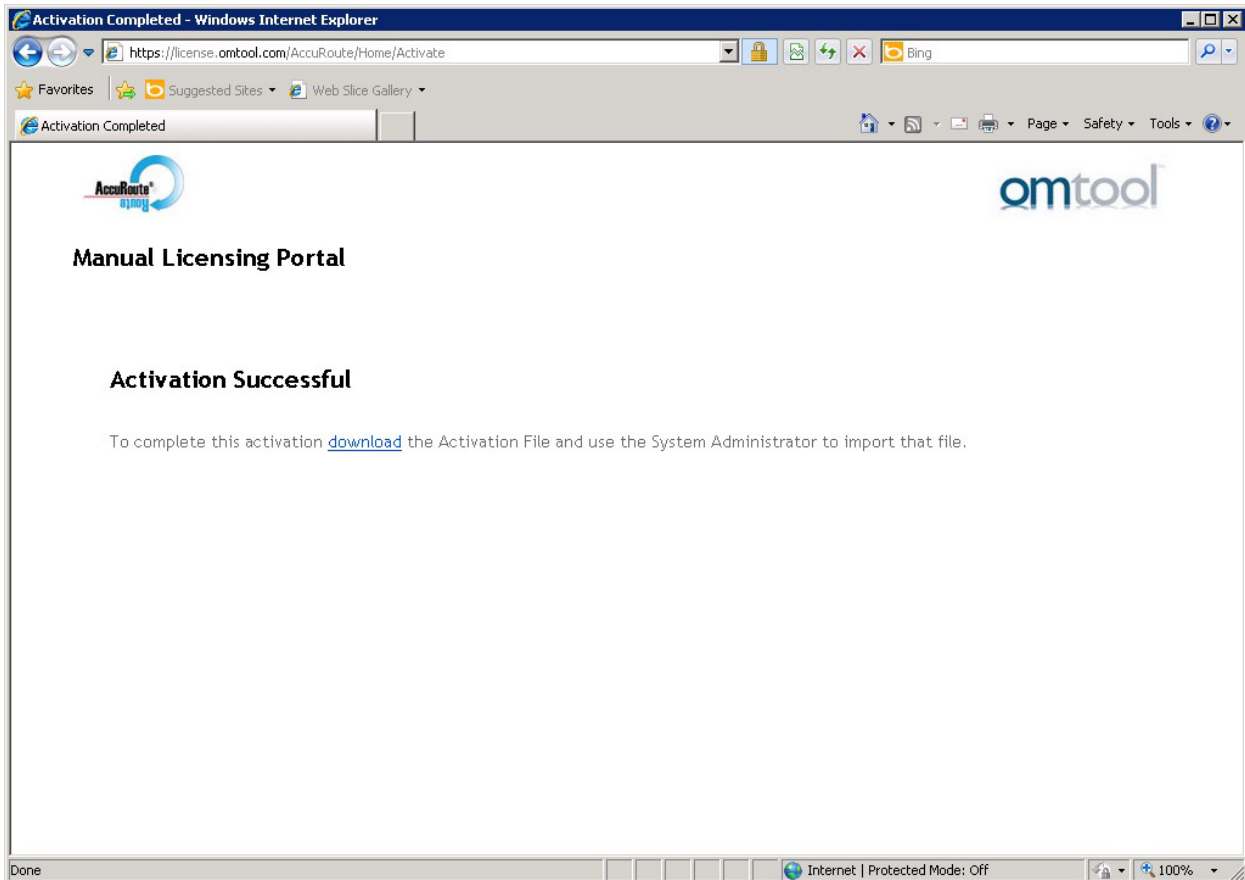 Activation Completed - Windows Internet Explorer
https://license.omtool.com/AccuRoute/Home/Activate
Bing
Favorites Suggested Sites Web Slice Gallery
Activation Completed
Page Safety Tools
AccuRoute®
Route
omtool
Manual Licensing Portal
Activation Successful
To complete this activation download the Activation File and use the System Administrator to import that file.
Done
Internet | Protected Mode: Off
100%